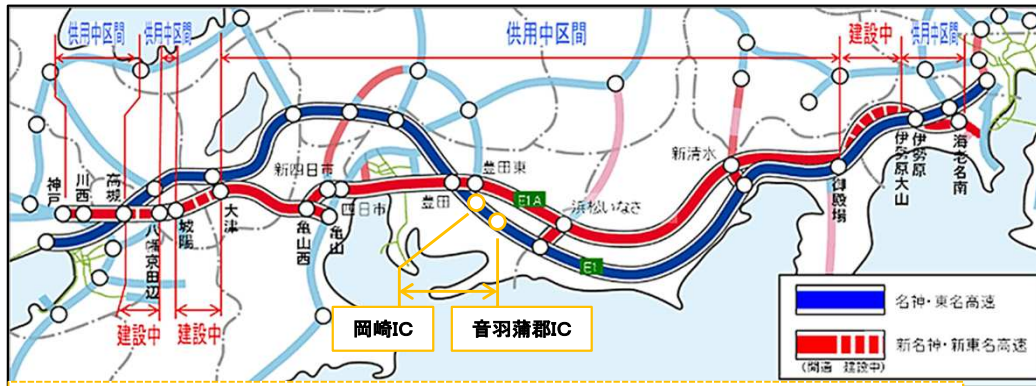 供用中区間
供用中区間
供用中区間
建設中
供用中区間
神戸
川西
高槻
八幡京田辺
城陽
大津
新四日市
四日市
亀山西
亀山
豊田
豊田東
E1A
浜松いなさ
E1
新清水
御殿場
伊勢原大山
伊勢原
海老名南
建設中
建設中
岡崎IC
音羽蒲郡IC
名神・東名高速
新名神・新東名高速
(開通 建設中)